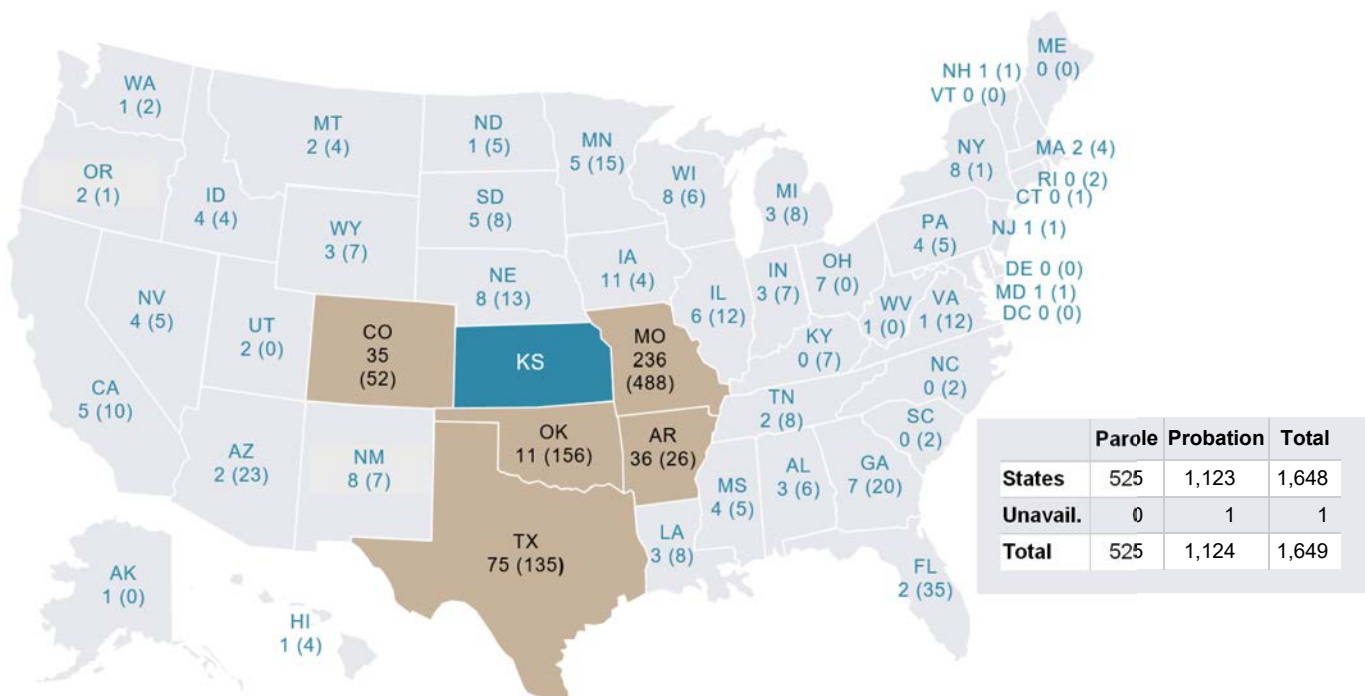 ME
0 (0)
NH 1 (1)
VT 0 (0)
WA
1 (2)
MT
2 (4)
ND
1 (5)
MN
5 (15)
NY
8 (1)
MA 2 (4)
RI 0 (2)
CT 0 (1)
OR
2 (1)
ID
4 (4)
SD
5 (8)
WI
8 (6)
MI
3 (8)
WY
3 (7)
PA
4 (5)
NJ 1 (1)
IA
11 (4)
NE
8 (13)
IL
6 (12)
IN
3 (7)
OH
7 (0)
DE 0 (0)
MD 1 (1)
DC 0 (0)
NV
4 (5)
UT
2 (0)
CO
35
(52)
KS
MO
236
(488)
KY
0 (7)
WV
1 (0)
VA
1 (12)
CA
5 (10)
NC
0 (2)
TN
2 (8)
SC
0 (2)
AZ
2 (23)
NM
8 (7)
OK
11 (156)
AR
36 (26)
MS
4 (5)
AL
3 (6)
GA
7 (20)
TX
75 (135)
LA
3 (8)
FL
2 (35)
AK
1 (0)
HI
1 (4)
Parole Probation Total
States 525 1,123 1,648
Unavail. 0 1 1
Total 525 1,124 1,649